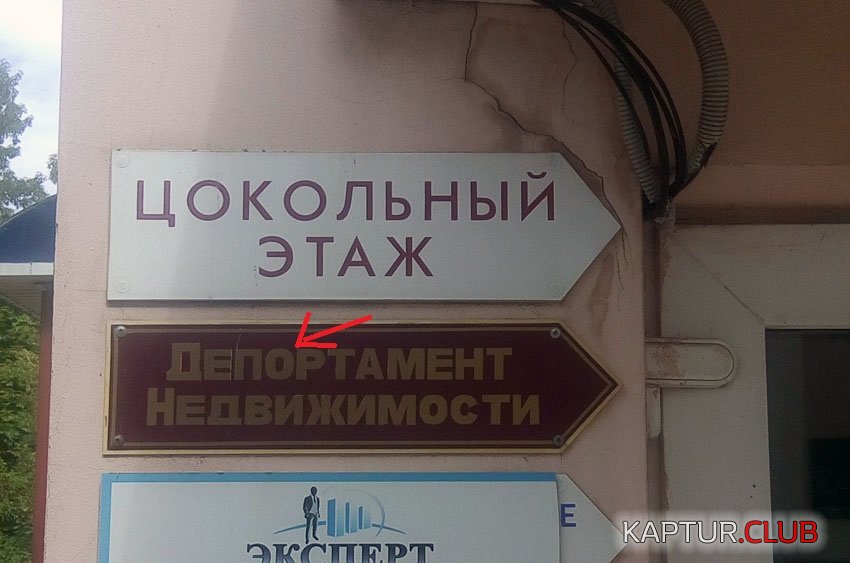 ЦОКОЛЬНЫЙ
ЭТАЖ
ДЕПОРТАМЕНТ
НЕДВИЖИМОСТИ
Е
ЭКСПЕРТ
KAPTUR.CLUB